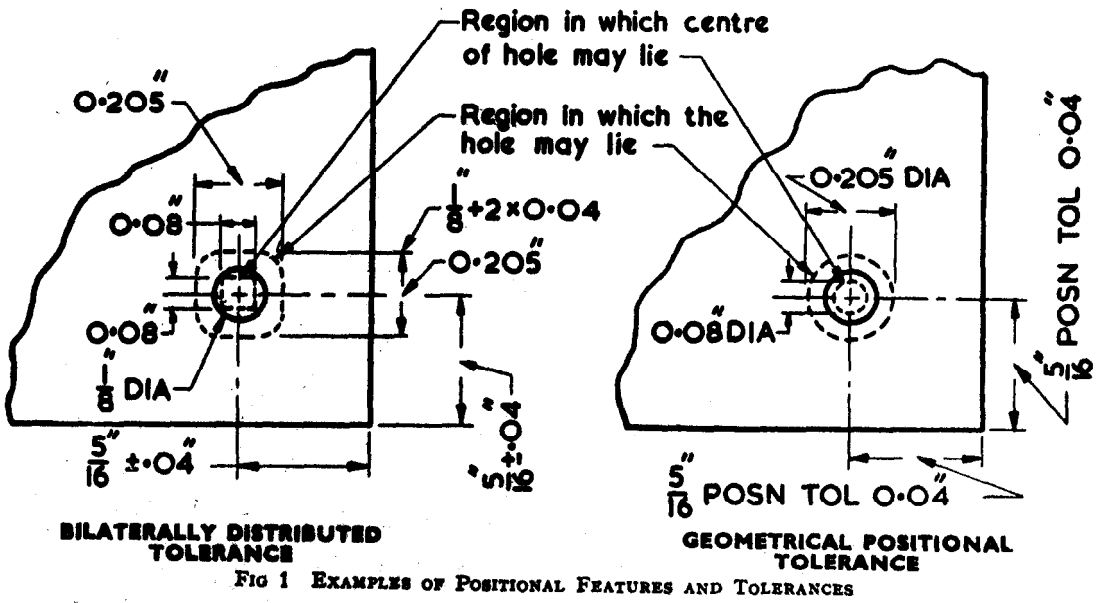 Region in which centre
of hole may lie
0·205"
Region in which the
hole may lie
0·205" DIA
1/8"+2×0·04
0·08"
0·205"
0·08"
0·08" DIA
1/8" DIA
5/16" ±·04"
5/16" ±·04"
5/16" POSN TOL 0·04"
5/16" POSN TOL 0·04"
BILATERALLY DISTRIBUTED
TOLERANCE
GEOMETRICAL POSITIONAL
TOLERANCE
FIG 1 EXAMPLES OF POSITIONAL FEATURES AND TOLERANCES